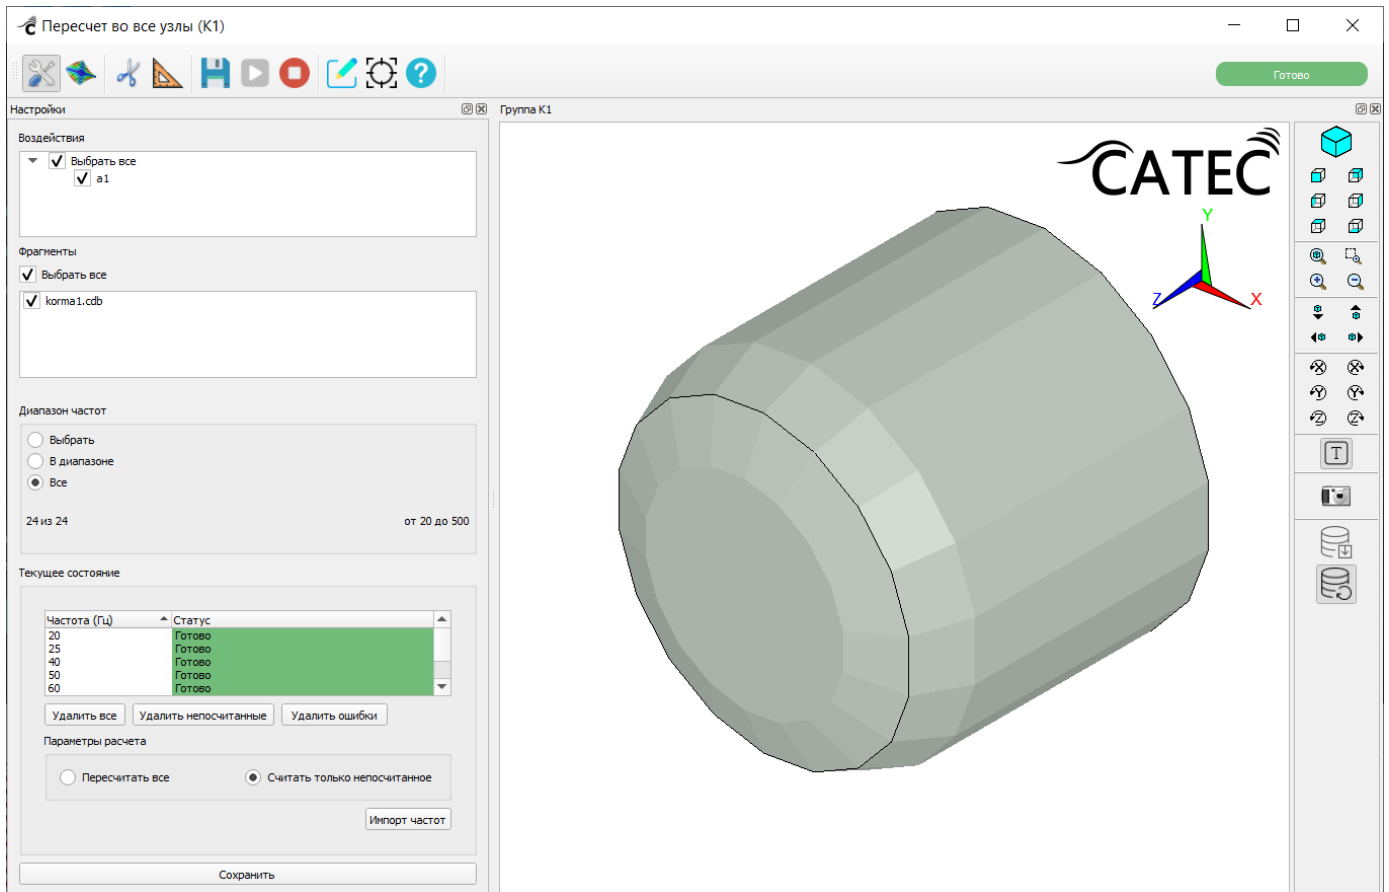 Пересчет во все узлы (K1)
Готово
Настройки
Воздействия
Выбрать все
a1
Фрагменты
Выбрать все
korma1.cdb
Диапазон частот
Выбрать
В диапазоне
Все
24 из 24
от 20 до 500
Текущее состояние
Частота (Гц) Статус
20 Готово
25 Готово
40 Готово
50 Готово
60 Готово
Удалить все Удалить непосчитанные Удалить ошибки
Параметры расчета
Пересчитать все Считать только непосчитанное
Импорт частот
Сохранить
Группа K1
CATEC
Y
Z
X
X X
Y Y
Z Z
T